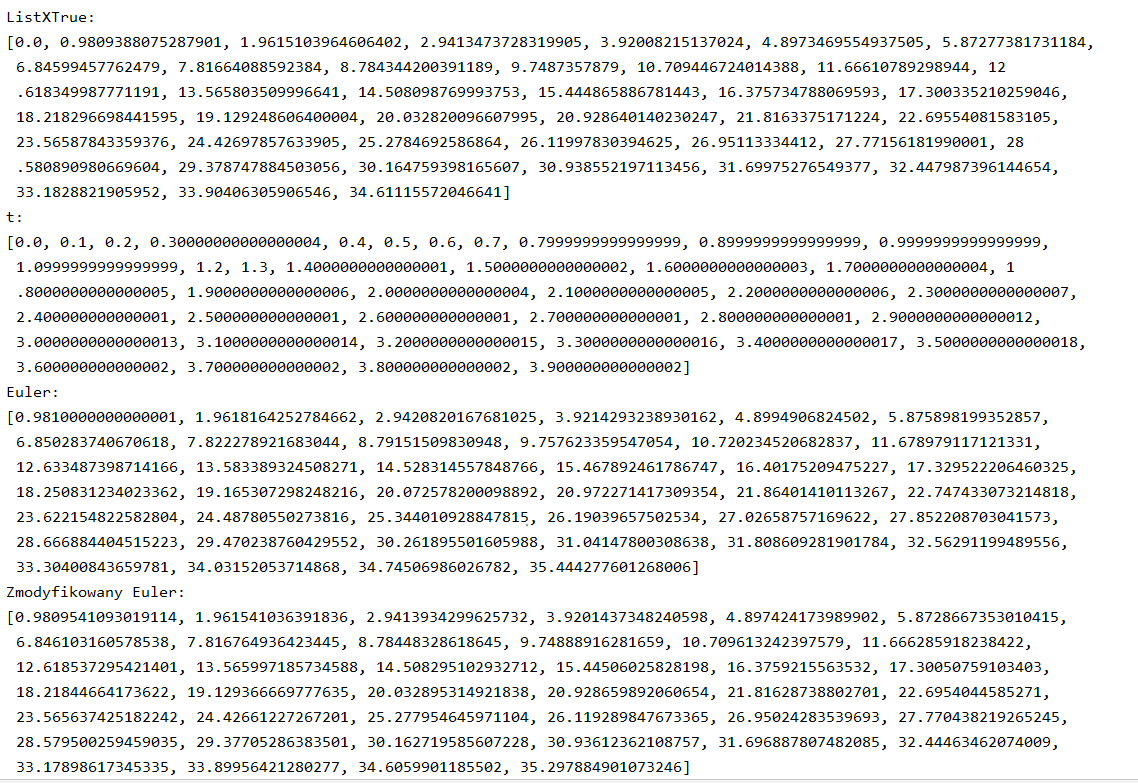 ListXTrue:
[0.0, 0.9809388075287901, 1.9615103964606402, 2.9413473728319905, 3.92008215137024, 4.8973469554937505, 5.87277381731184,
6.84599457762479, 7.81664088592384, 8.784344200391189, 9.7487357879, 10.709446724014388, 11.66610789298944, 12
.618349987771191, 13.565803509996641, 14.508098769993753, 15.444865886781443, 16.375734788069593, 17.300335210259046,
18.218296698441595, 19.129248606400004, 20.032820096607995, 20.928640140230247, 21.8163375171224, 22.69554081583105,
23.56587843359376, 24.42697857633905, 25.2784692586864, 26.11997830394625, 26.95113334412, 27.77156181990001, 28
.580890980669604, 29.378747884503056, 30.164759398165607, 30.938552197113456, 31.69975276549377, 32.447987396144654,
33.1828821905952, 33.90406305906546, 34.61115572046641]
t:
[0.0, 0.1, 0.2, 0.30000000000000004, 0.4, 0.5, 0.6, 0.7, 0.7999999999999999, 0.8999999999999999, 0.9999999999999999,
1.0999999999999999, 1.2, 1.3, 1.4000000000000001, 1.5000000000000002, 1.6000000000000003, 1.7000000000000004, 1
.8000000000000005, 1.9000000000000006, 2.0000000000000004, 2.1000000000000005, 2.2000000000000006, 2.3000000000000007,
2.400000000000001, 2.500000000000001, 2.600000000000001, 2.700000000000001, 2.800000000000001, 2.9000000000000012,
3.0000000000000013, 3.1000000000000014, 3.2000000000000015, 3.3000000000000016, 3.4000000000000017, 3.5000000000000018,
3.600000000000002, 3.700000000000002, 3.800000000000002, 3.900000000000002]
Euler:
[0.9810000000000001, 1.9618164252784662, 2.9420820167681025, 3.9214293238930162, 4.8994906824502, 5.875898199352857,
6.850283740670618, 7.822278921683044, 8.79151509830948, 9.757623359547054, 10.720234520682837, 11.678979117121331,
12.633487398714166, 13.583389324508271, 14.528314557848766, 15.467892461786747, 16.40175209475227, 17.329522206460325,
18.250831234023362, 19.165307298248216, 20.072578200098892, 20.972271417309354, 21.86401410113267, 22.747433073214818,
23.622154822582804, 24.48780550273816, 25.344010928847815, 26.19039657502534, 27.02658757169622, 27.852208703041573,
28.666884404515223, 29.470238760429552, 30.261895501605988, 31.04147800308638, 31.808609281901784, 32.56291199489556,
33.30400843659781, 34.03152053714868, 34.74506986026782, 35.444277601268006]
Zmodyfikowany Euler:
[0.9809541093019114, 1.961541036391836, 2.9413934299625732, 3.9201437348240598, 4.897424173989902, 5.8728667353010415,
6.846103160578538, 7.816764936423445, 8.78448328618645, 9.74888916281659, 10.709613242397579, 11.666285918238422,
12.618537295421401, 13.565997185734588, 14.508295102932712, 15.44506025828198, 16.3759215563532, 17.30050759103403,
18.21844664173622, 19.129366669777635, 20.032895314921838, 20.928659892060654, 21.81628738802701, 22.6954044585271,
23.565637425182242, 24.42661227267201, 25.277954645971104, 26.119289847673365, 26.95024283539693, 27.770438219265245,
28.579500259459035, 29.37705286383501, 30.162719585607228, 30.93612362108757, 31.696887807482085, 32.44463462074009,
33.17898617345335, 33.89956421280277, 34.6059901185502, 35.297884901073246]